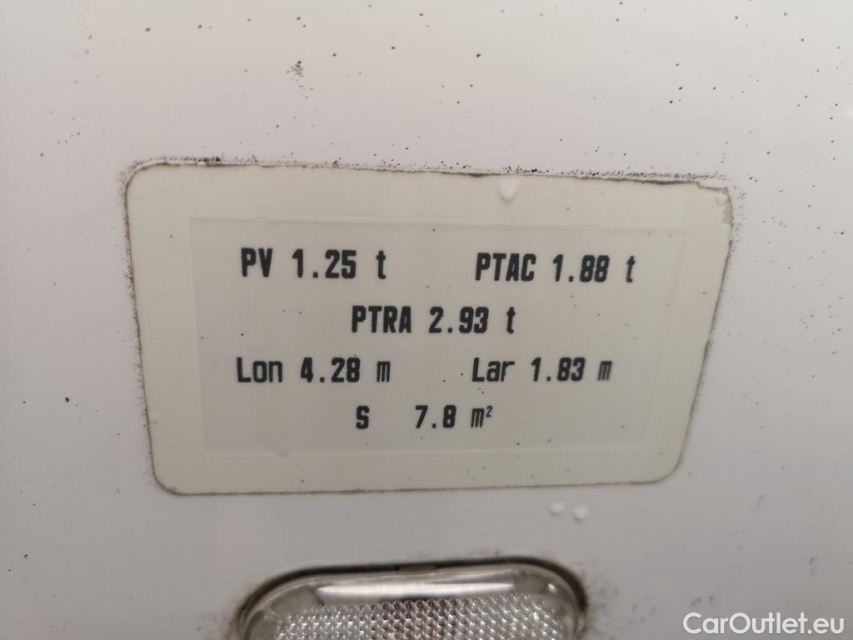 PV 1.25 t PTAC 1.88 t
PTRA 2.93 t
Lon 4.28 m Lar 1.83 m
S 7.8 m²
CarOutlet.eu